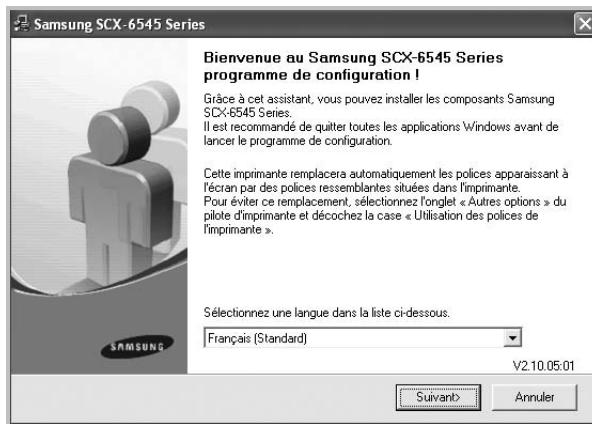 Samsung SCX-6545 Series
Bienvenue au Samsung SCX-6545 Series
programme de configuration !
Grâce à cet assistant, vous pouvez installer les composants Samsung
SCX-6545 Series.
Il est recommandé de quitter toutes les applications Windows avant de
lancer le programme de configuration.
Cette imprimante remplacera automatiquement les polices apparaissant à
l'écran par des polices ressemblantes situées dans l'imprimante.
Pour éviter ce remplacement, sélectionnez l'onglet « Autres options » du
pilote d'imprimante et décochez la case « Utilisation des polices de
l'imprimante ».
Sélectionnez une langue dans la liste ci-dessous.
SAMSUNG
Français (Standard)
V2.10.05:01
Suivant>
Annuler